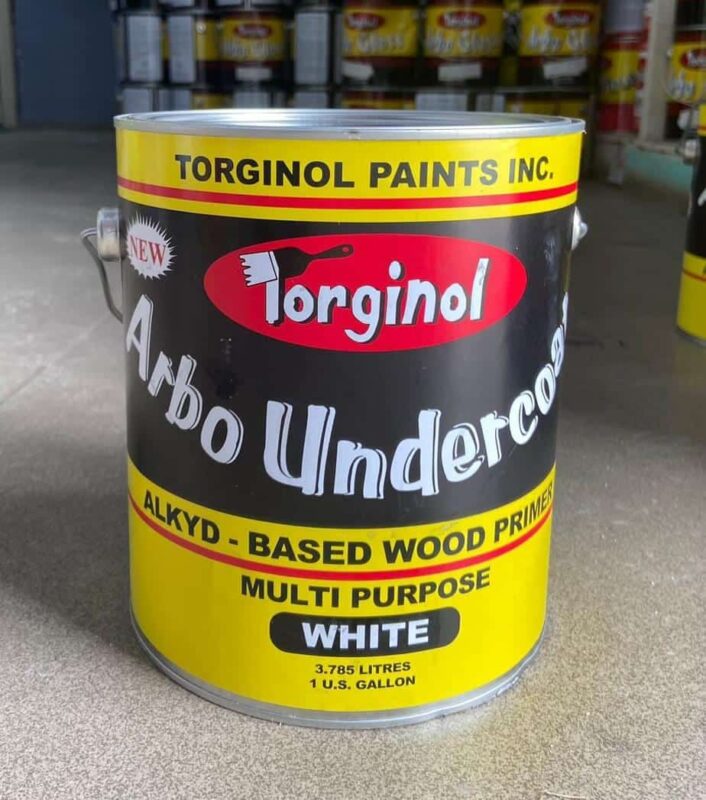 TORGINOL PAINTS INC.
NEW
Torginol
Arbo Undercoat
ALKYD - BASED WOOD PRIMER
MULTI PURPOSE
WHITE
3.785 LITRES
1 U.S. GALLON